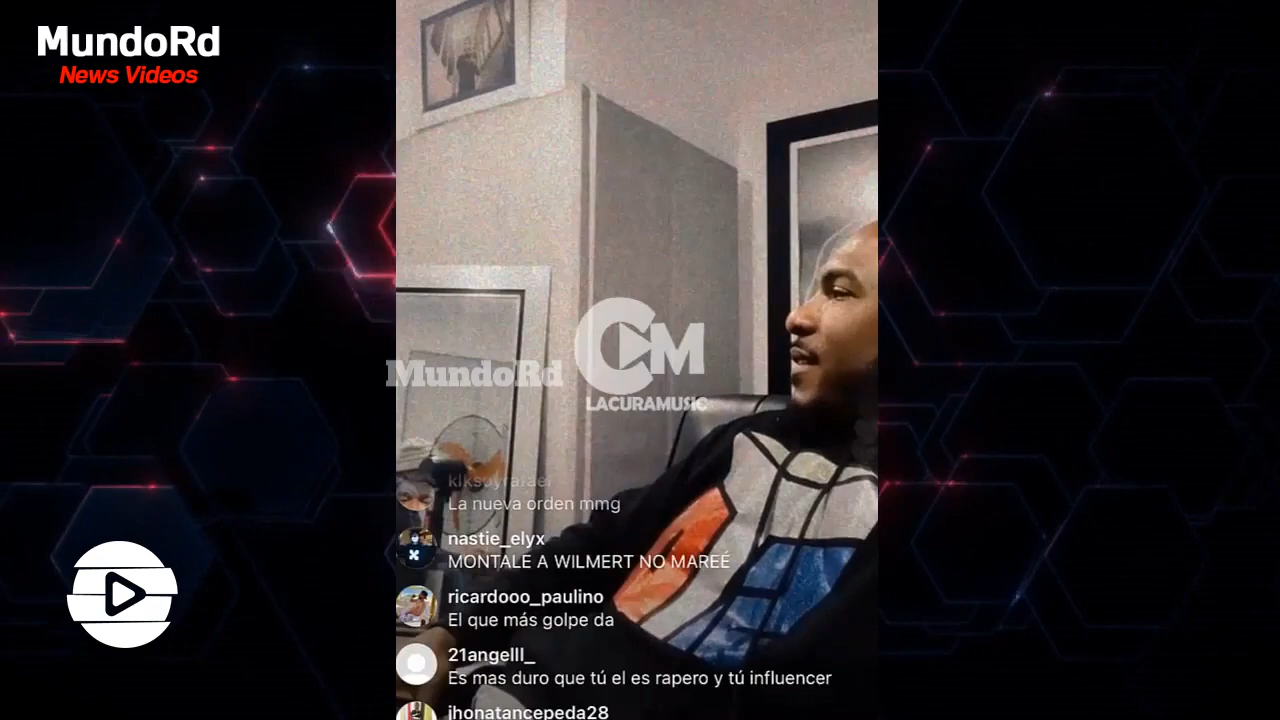 MundoRd
News Videos
CM
MundoRd
LACURAMUSIC
klksoyrafael
La nueva orden mmg
nastie_elyx
MONTALE A WILMERT NO MAREÉ
ricardooo_paulino
El que más golpe da
21angelll_
Es mas duro que tú el es rapero y tú influencer
jhonatancepeda28